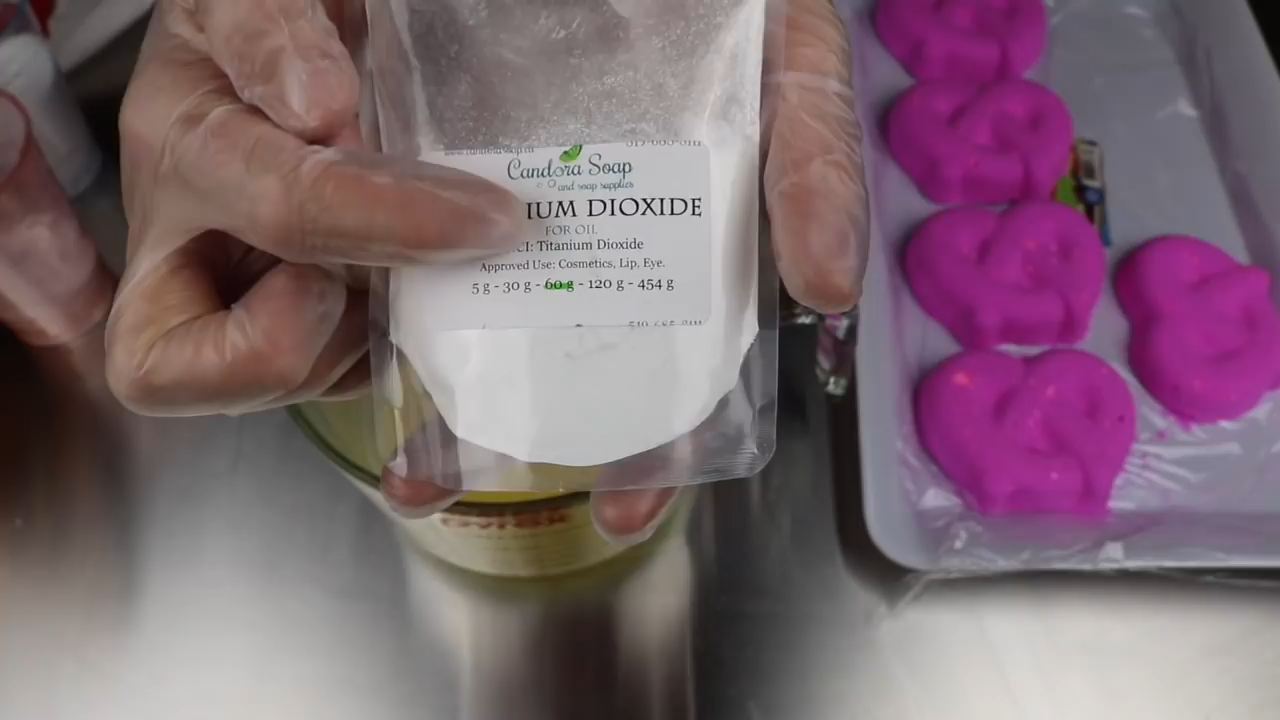 Candora Soap
and soap supplies
IUM DIOXIDE
FOR OIL
CI: Titanium Dioxide
Approved Use: Cosmetics, Lip, Eye.
5 g - 30 g - 60 g - 120 g - 454 g